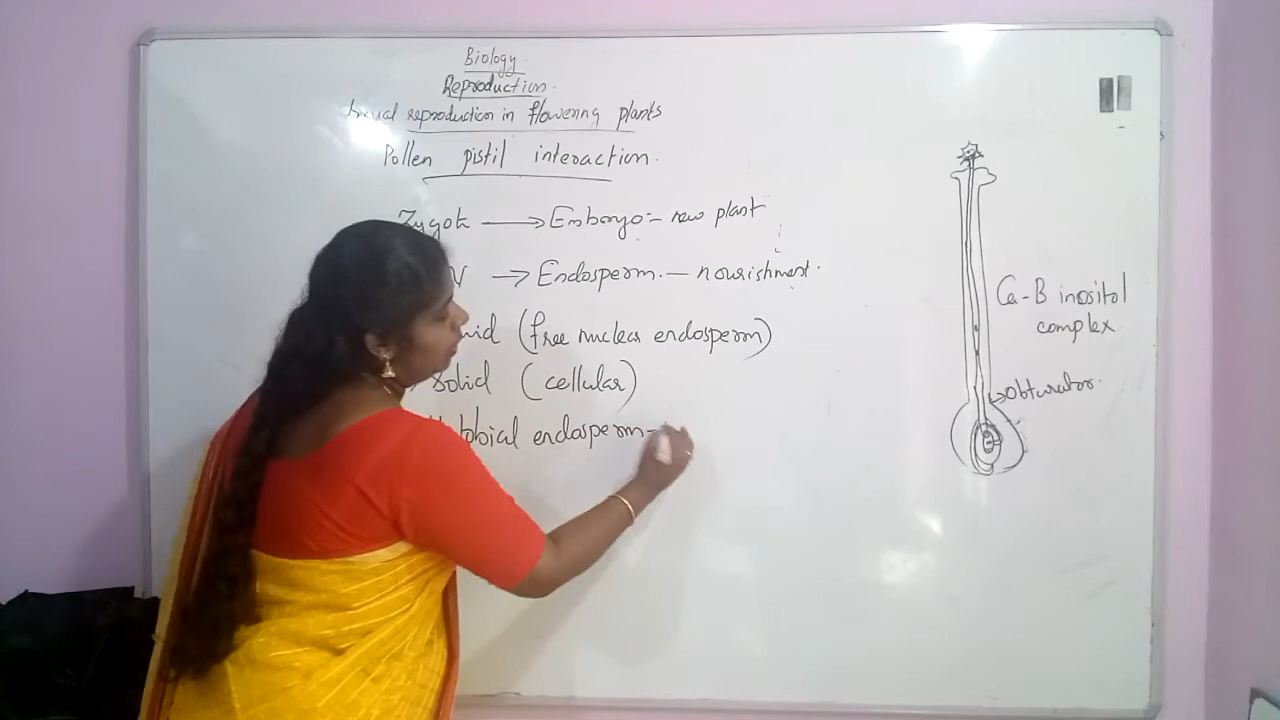 Biology
Reproduction.
reproduction in flowering plants
Pollen pistil interaction.
Zygote → Embryo :- new plant
→ Endosperm. — nourishment.
(free nuclear endosperm)
Solid (cellular)
endosperm-
Ca-B inositol
complex
obturator.